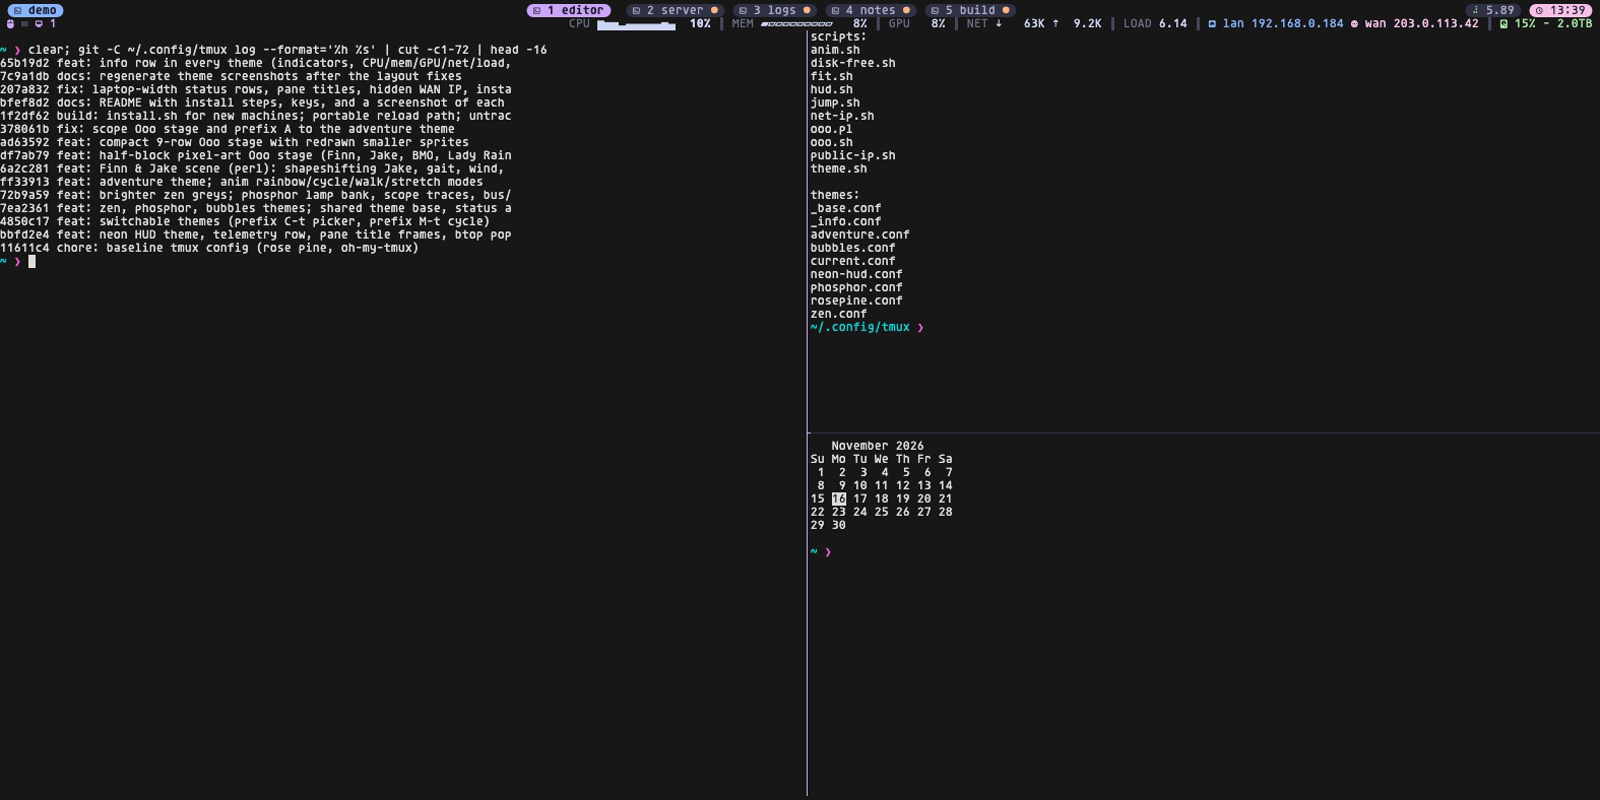 demo
1 editor 2 server 3 logs 4 notes 5 build
5.89 13:39
1
CPU 10% | MEM 8% | GPU 8% | NET ↓ 63K ↑ 9.2K | LOAD 6.14 | lan 192.168.0.184 wan 203.0.113.42 | 15% - 2.0TB
~ ❯ clear; git -C ~/.config/tmux log --format='%h %s' | cut -c1-72 | head -16
65b19d2 feat: info row in every theme (indicators, CPU/mem/GPU/net/load,
7c9a1db docs: regenerate theme screenshots after the layout fixes
207a832 fix: laptop-width status rows, pane titles, hidden WAN IP, insta
bfef8d2 docs: README with install steps, keys, and a screenshot of each
1f2df62 build: install.sh for new machines; portable reload path; untrac
378061b fix: scope Ooo stage and prefix A to the adventure theme
ad63592 feat: compact 9-row Ooo stage with redrawn smaller sprites
df7ab79 feat: half-block pixel-art Ooo stage (Finn, Jake, BMO, Lady Rain
6a2c281 feat: Finn & Jake scene (perl): shapeshifting Jake, gait, wind,
ff33913 feat: adventure theme; anim rainbow/cycle/walk/stretch modes
72b9a59 feat: brighter zen greys; phosphor lamp bank, scope traces, bus/
7ea2361 feat: zen, phosphor, bubbles themes; shared theme base, status a
4850c17 feat: switchable themes (prefix C-t picker, prefix M-t cycle)
bbfd2e4 feat: neon HUD theme, telemetry row, pane title frames, btop pop
11611c4 chore: baseline tmux config (rose pine, oh-my-tmux)
~ ❯
scripts:
anim.sh
disk-free.sh
fit.sh
hud.sh
jump.sh
net-ip.sh
ooo.pl
ooo.sh
public-ip.sh
theme.sh
themes:
_base.conf
_info.conf
adventure.conf
bubbles.conf
current.conf
neon-hud.conf
phosphor.conf
rosepine.conf
zen.conf
~/.config/tmux ❯
November 2026
Su Mo Tu We Th Fr Sa
1 2 3 4 5 6 7
8 9 10 11 12 13 14
15 16 17 18 19 20 21
22 23 24 25 26 27 28
29 30
~ ❯